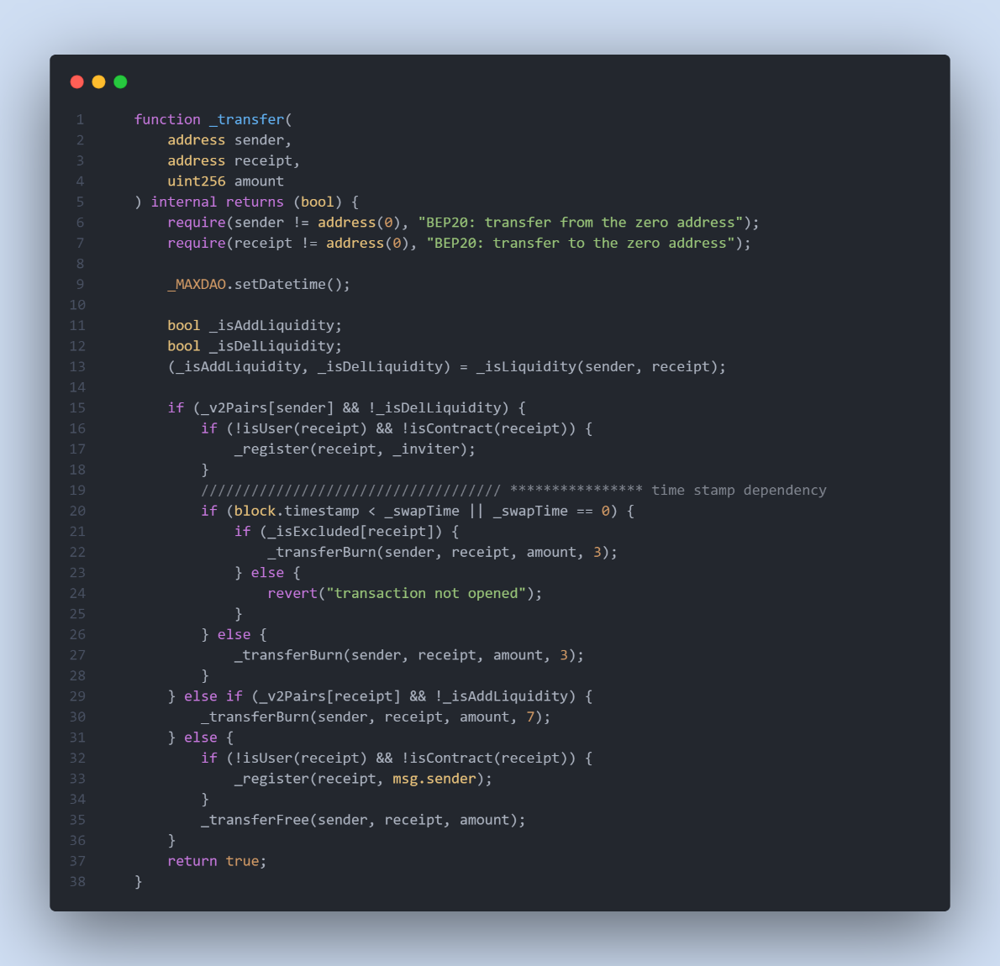 1 function _transfer(
2 address sender,
3 address receipt,
4 uint256 amount
5 ) internal returns (bool) {
6 require(sender != address(0), "BEP20: transfer from the zero address");
7 require(receipt != address(0), "BEP20: transfer to the zero address");
8
9 _MAXDAO.setDatetime();
10
11 bool _isAddLiquidity;
12 bool _isDelLiquidity;
13 (_isAddLiquidity, _isDelLiquidity) = _isLiquidity(sender, receipt);
14
15 if (_v2Pairs[sender] && !_isDelLiquidity) {
16 if (!isUser(receipt) && !isContract(receipt)) {
17 _register(receipt, _inviter);
18 }
19 //////////////////////////////////// **************** time stamp dependency
20 if (block.timestamp < _swapTime || _swapTime == 0) {
21 if (_isExcluded[receipt]) {
22 _transferBurn(sender, receipt, amount, 3);
23 } else {
24 revert("transaction not opened");
25 }
26 } else {
27 _transferBurn(sender, receipt, amount, 3);
28 }
29 } else if (_v2Pairs[receipt] && !_isAddLiquidity) {
30 _transferBurn(sender, receipt, amount, 7);
31 } else {
32 if (!isUser(receipt) && !isContract(receipt)) {
33 _register(receipt, msg.sender);
34 }
35 _transferFree(sender, receipt, amount);
36 }
37 return true;
38 }